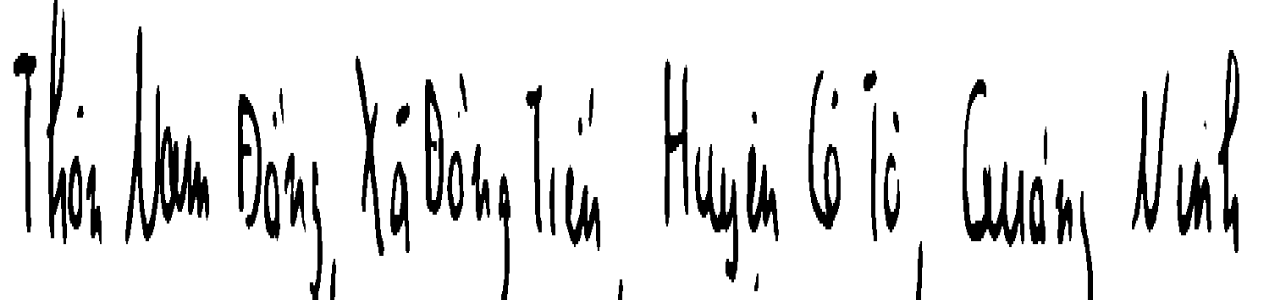 Thôn Nam Đồng, Xã Đồng Tiến, Huyện Cô Tô, Quảng Ninh